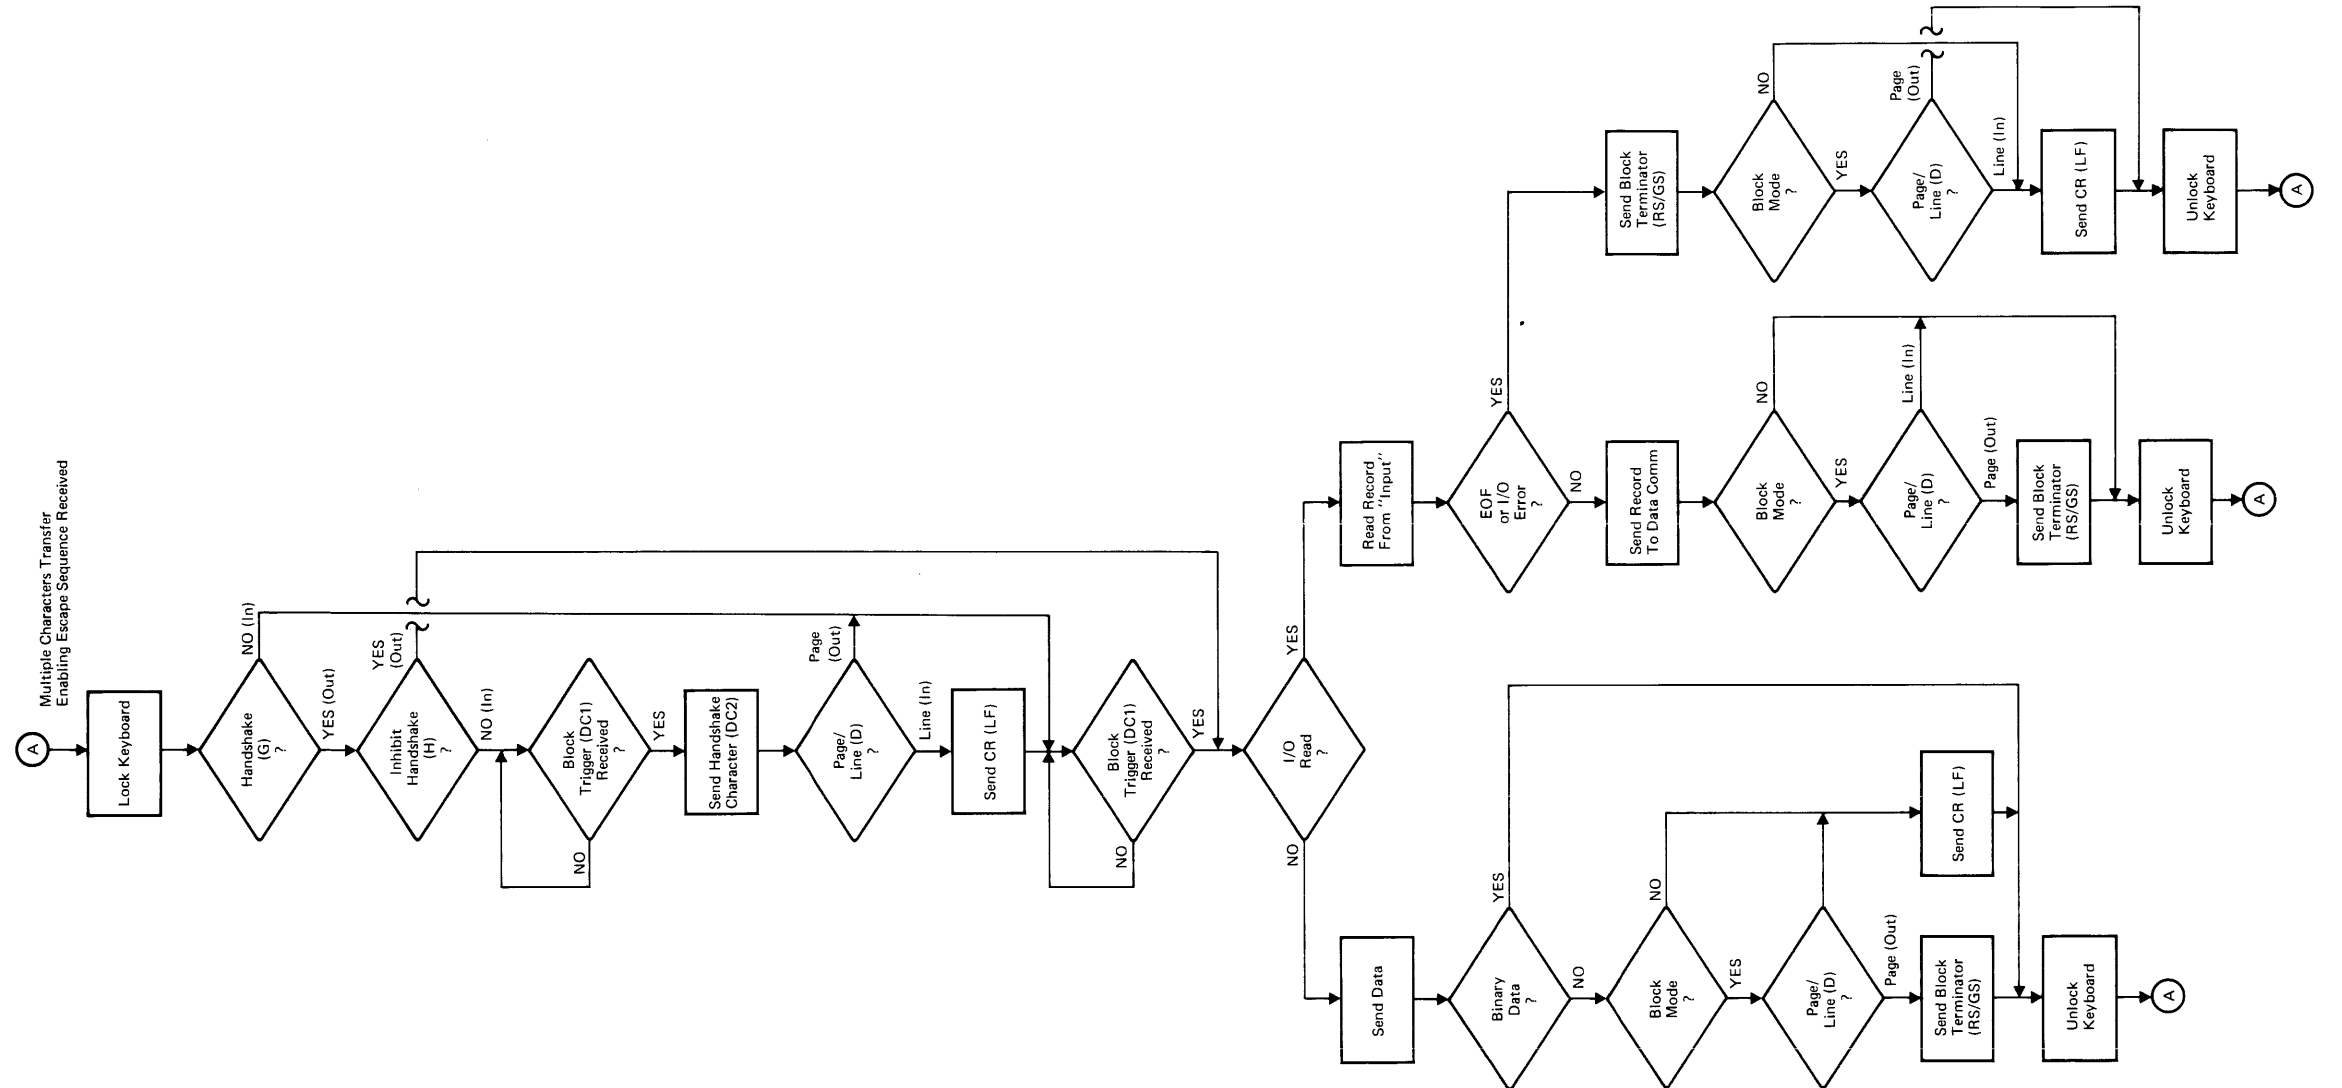 Multiple Characters Transfer
Enabling Escape Sequence Received
A
Lock Keyboard
Handshake
(G)
?
NO (In)
YES (Out)
Inhibit
Handshake
(H)
?
YES
(Out)
NO (In)
Block
Trigger (DC1)
Received
?
NO
YES
Send Handshake
Character (DC2)
Page/
Line (D)
?
Page
(Out)
Line (In)
Send CR (LF)
Block
Trigger (DC1)
Received
?
NO
YES
I/O
Read
?
NO
YES
Send Data
Binary
Data
?
YES
NO
Block
Mode
?
NO
YES
Page/
Line (D)
?
Page (Out)
Send Block
Terminator
(RS/GS)
Send CR (LF)
Unlock
Keyboard
A
Read Record
From "Input"
EOF
or I/O
Error
?
YES
NO
Send Record
To Data Comm
Block
Mode
?
NO
YES
Page/
Line (D)
?
Line (In)
Page (Out)
Send Block
Terminator
(RS/GS)
Unlock
Keyboard
A
Send Block
Terminator
(RS/GS)
Block
Mode
?
NO
YES
Page/
Line (D)
?
Page
(Out)
Line (In)
Send CR (LF)
Unlock
Keyboard
A